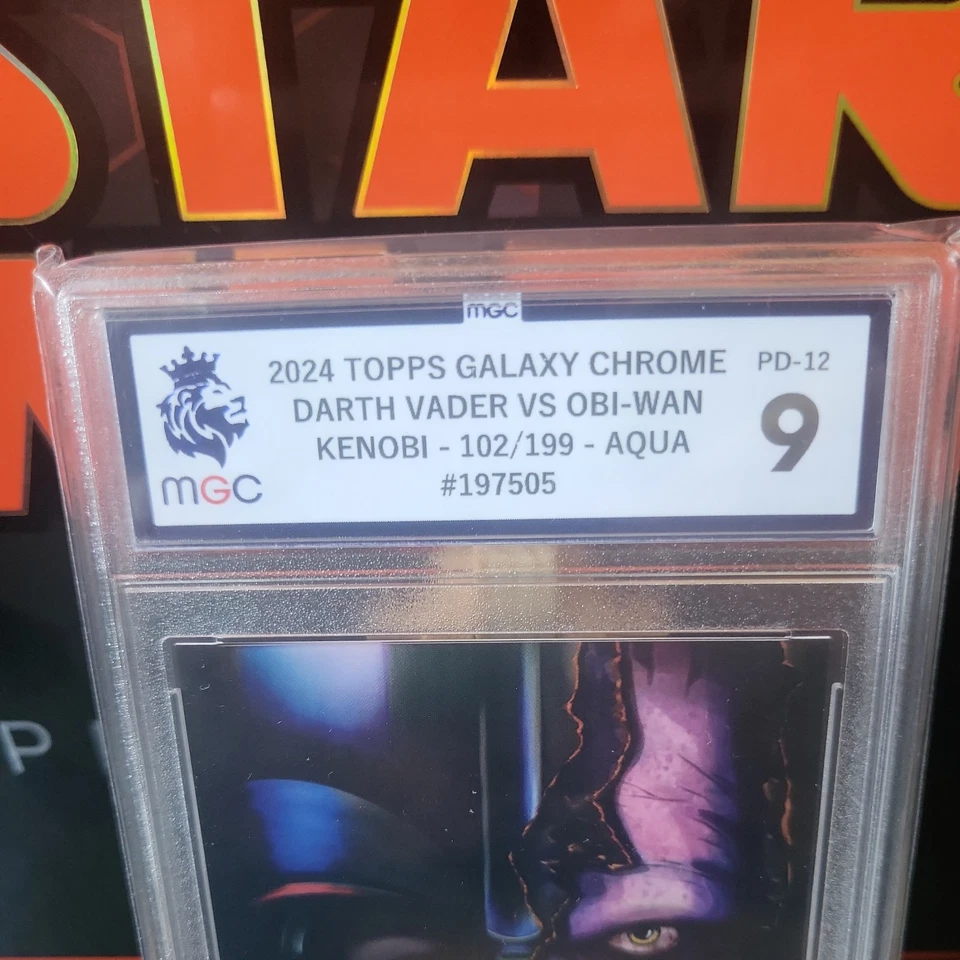 STAR
MGC
2024 TOPPS GALAXY CHROME
PD-12
DARTH VADER VS OBI-WAN
9
KENOBI - 102/199 - AQUA
#197505
MGC
P